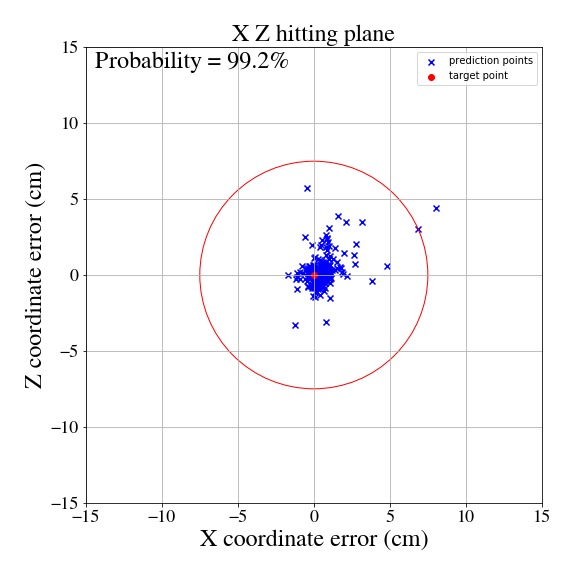 X Z hitting plane
Probability = 99.2%
prediction points
target point
15
10
5
0
−5
−10
−15
Z coordinate error (cm)
−15
−10
−5
0
5
10
15
X coordinate error (cm)